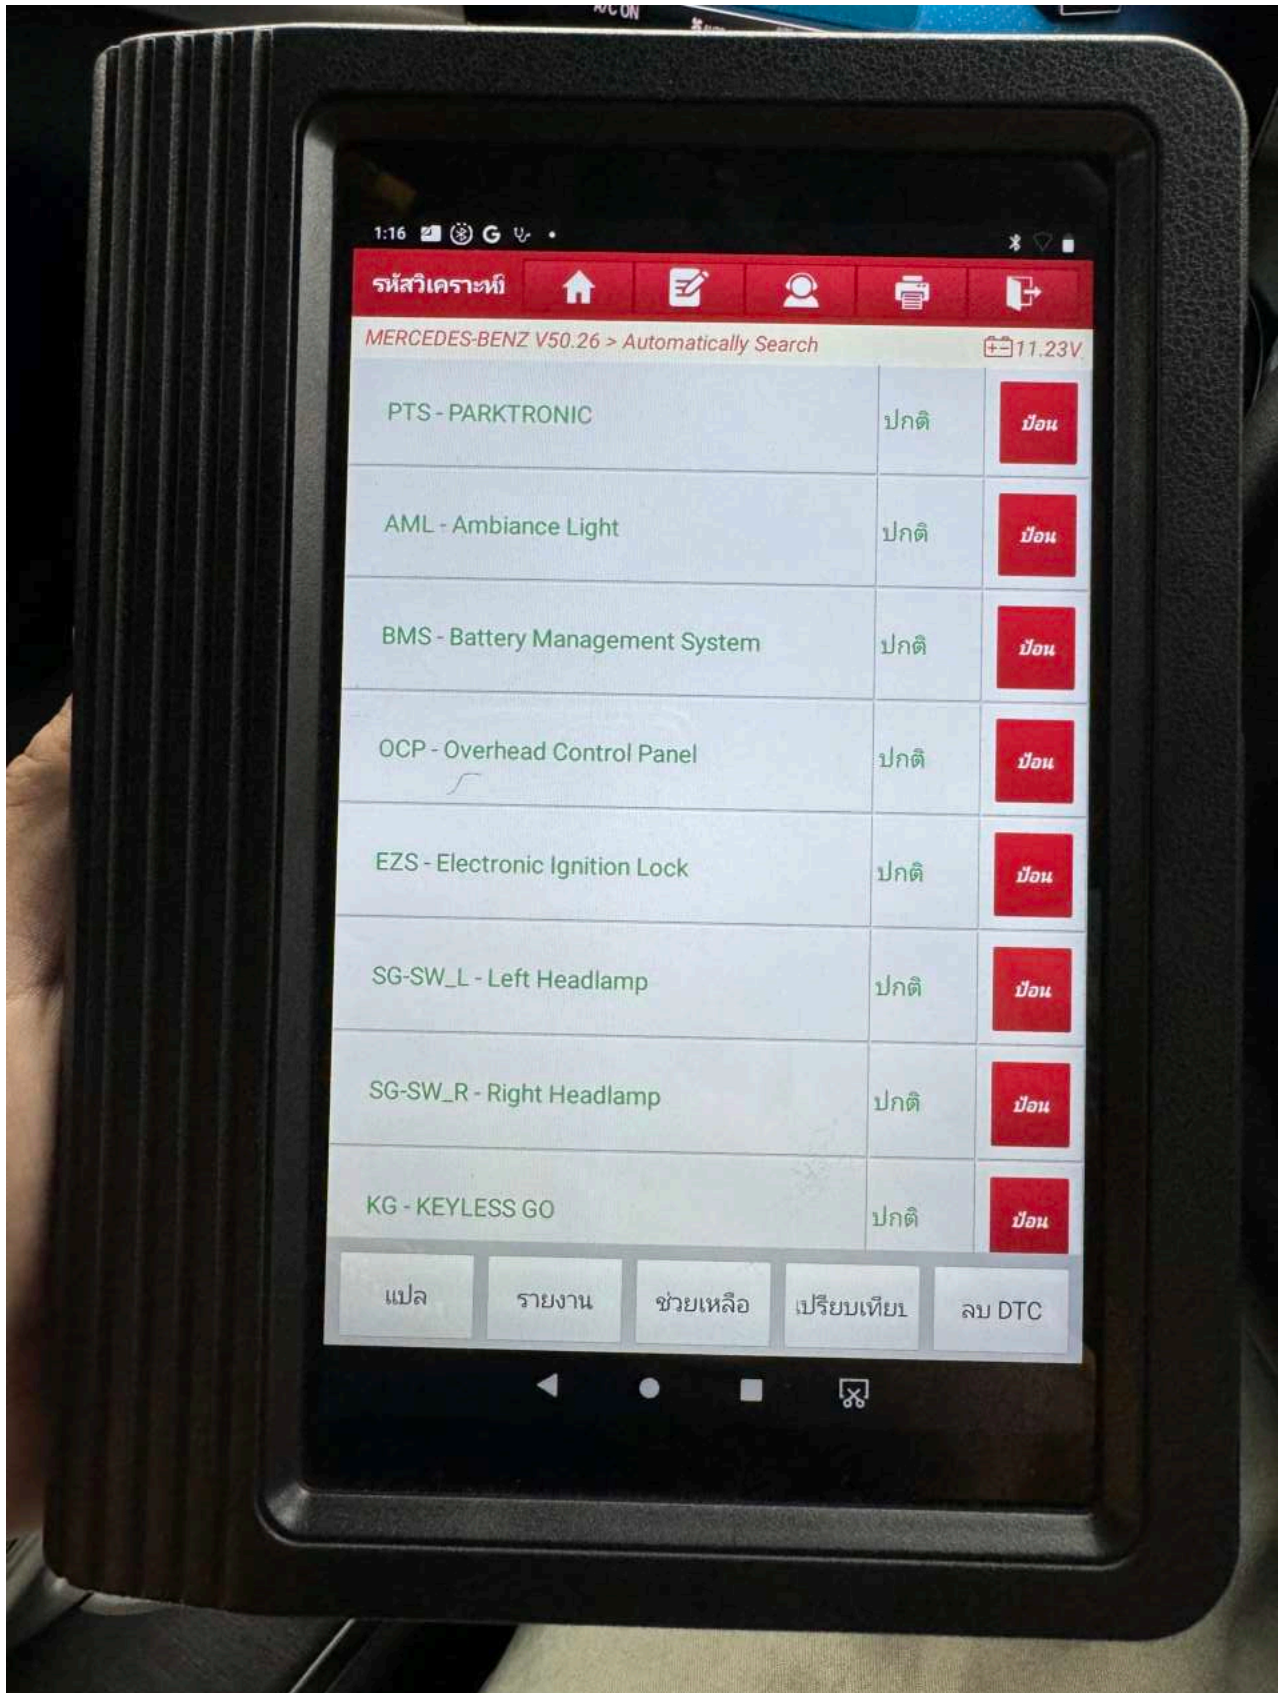 A/C ON
1:16 G
รหัสวิเคราะห์
MERCEDES-BENZ V50.26 > Automatically Search 11.23V
PTS - PARKTRONIC ปกติ ป้อน
AML - Ambiance Light ปกติ ป้อน
BMS - Battery Management System ปกติ ป้อน
OCP - Overhead Control Panel ปกติ ป้อน
EZS - Electronic Ignition Lock ปกติ ป้อน
SG-SW_L - Left Headlamp ปกติ ป้อน
SG-SW_R - Right Headlamp ปกติ ป้อน
KG - KEYLESS GO ปกติ ป้อน
แปล รายงาน ช่วยเหลือ เปรียบเทียบ ลบ DTC